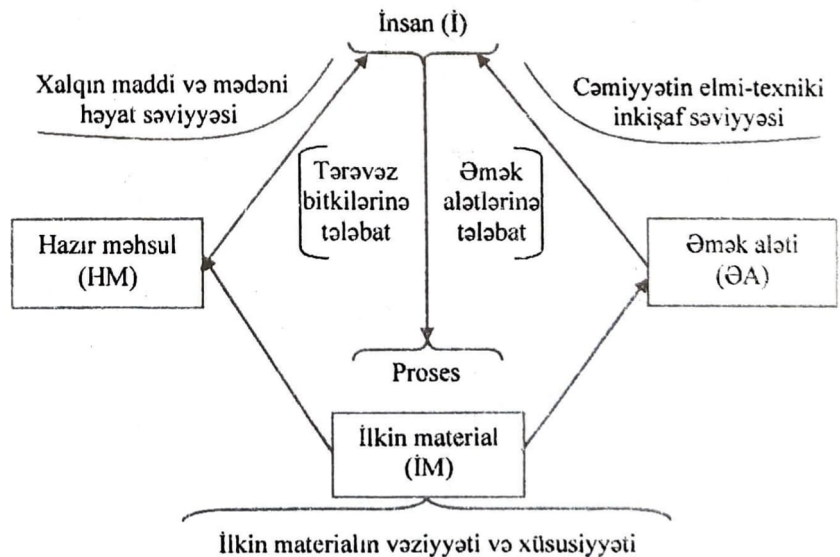 İnsan (İ)
Xalqın maddi və mədəni
həyat səviyyəsi
Cəmiyyətin elmi-texniki
inkişaf səviyyəsi
Tərəvəz
bitkilərinə
tələbat
Əmək
alətlərinə
tələbat
Hazır məhsul
(HM)
Əmək aləti
(ƏA)
Proses
İlkin material
(İM)
İlkin materialın vəziyyəti və xüsusiyyəti